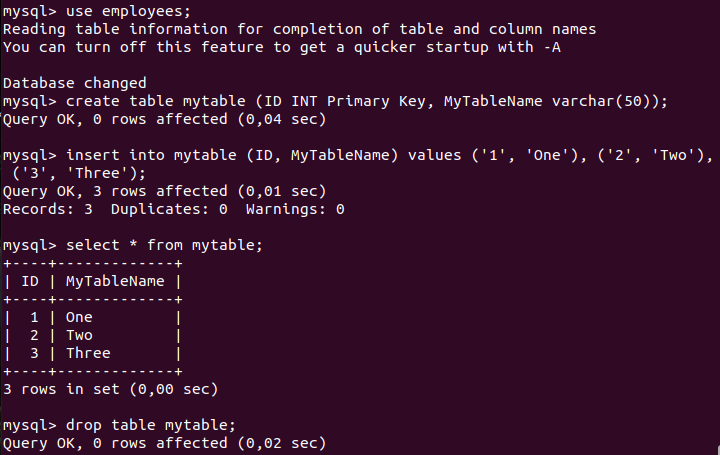 mysql> use employees;
Reading table information for completion of table and column names
You can turn off this feature to get a quicker startup with -A
Database changed
mysql> create table mytable (ID INT Primary Key, MyTableName varchar(50));
Query OK, 0 rows affected (0,04 sec)
mysql> insert into mytable (ID, MyTableName) values ('1', 'One'), ('2', 'Two'),
 ('3', 'Three');
Query OK, 3 rows affected (0,01 sec)
Records: 3  Duplicates: 0  Warnings: 0
mysql> select * from mytable;
+----+-------------+
| ID | MyTableName |
+----+-------------+
|  1 | One         |
|  2 | Two         |
|  3 | Three       |
+----+-------------+
3 rows in set (0,00 sec)
mysql> drop table mytable;
Query OK, 0 rows affected (0,02 sec)